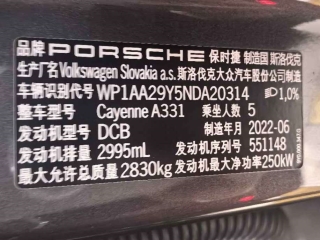 品牌 PORSCHE 保时捷 制造国 斯洛伐克
生产厂名 Volkswagen Slovakia a.s. 斯洛伐克大众汽车股份公司制造
车辆识别代号 WP1AA29Y5NDA20314 1,0%
整车型号 Cayenne A331 乘坐人数 5
发动机型号 DCB 制造年月 2022-06
发动机排量 2995mL 发动机序号 551148
最大允许总质量 2830kg 发动机最大净功率 250kW